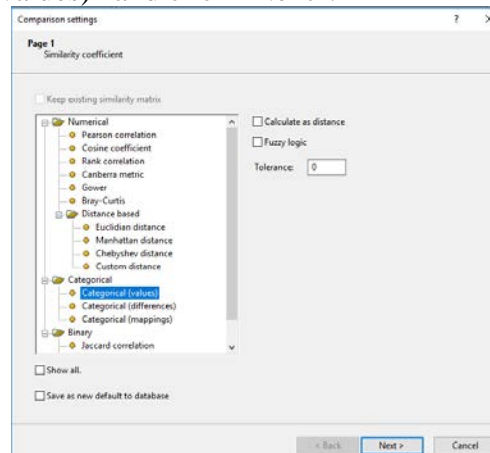 Comparison settings
?
×
Page 1
Similarity coefficient
Keep existing similarity matrix
Numerical
Pearson correlation
Cosine coefficient
Rank correlation
Canberra metric
Gower
Bray-Curtis
Distance based
Euclidian distance
Manhattan distance
Chebyshev distance
Custom distance
Categorical
Categorical (values)
Categorical (differences)
Categorical (mappings)
Binary
Jaccard correlation
Calculate as distance
Fuzzy logic
Tolerance: 0
Show all.
Save as new default to database
< Back
Next >
Cancel